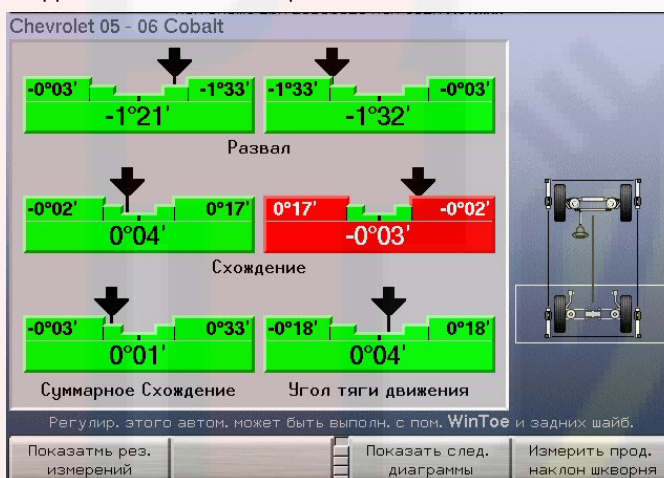 Chevrolet 05 - 06 Cobalt
-0°03' -1°33' -1°33' -0°03'
-1°21' -1°32'
Развал
-0°02' 0°17' 0°17' -0°02'
0°04' -0°03'
Схождение
-0°03' 0°33' -0°18' 0°18'
0°01' 0°04'
Суммарное Схождение Угол тяги движения
Регулир. этого автом. может быть выполн. с пом. WinToe и задних шайб.
Показатмь рез. Показать след. Измерить прод.
измерений диаграммы наклон шкворня